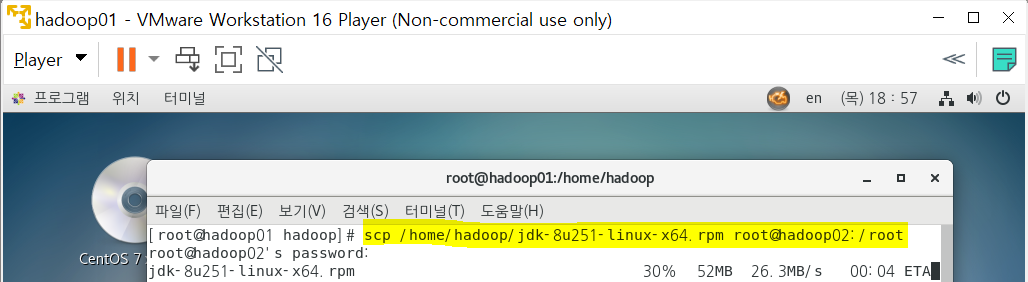 hadoop01 - VMware Workstation 16 Player (Non-commercial use only)
Player
프로그램 위치 터미널 en (목) 18 : 57
root@hadoop01:/home/hadoop
파일(F) 편집(E) 보기(V) 검색(S) 터미널(T) 도움말(H)
[root@hadoop01 hadoop]# scp /home/hadoop/jdk-8u251-linux-x64.rpm root@hadoop02:/root
root@hadoop02's password:
jdk-8u251-linux-x64.rpm 30% 52MB 26.3MB/s 00:04 ETA
CentOS 7